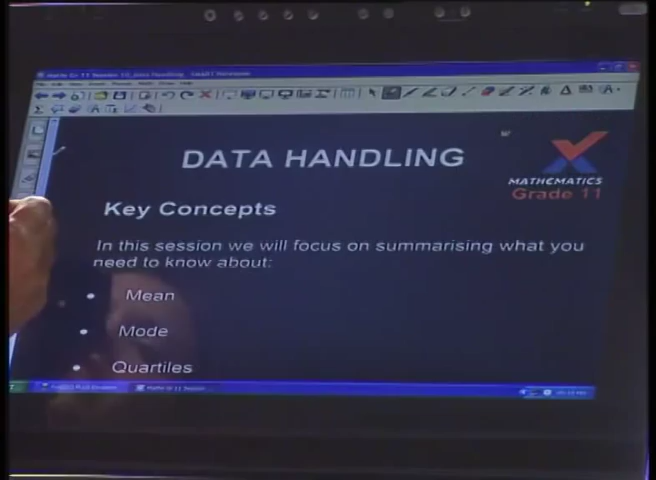 DATA HANDLING
MATHEMATICS
Grade 11
Key Concepts
In this session we will focus on summarising what you
need to know about:
• Mean
• Mode
• Quartiles